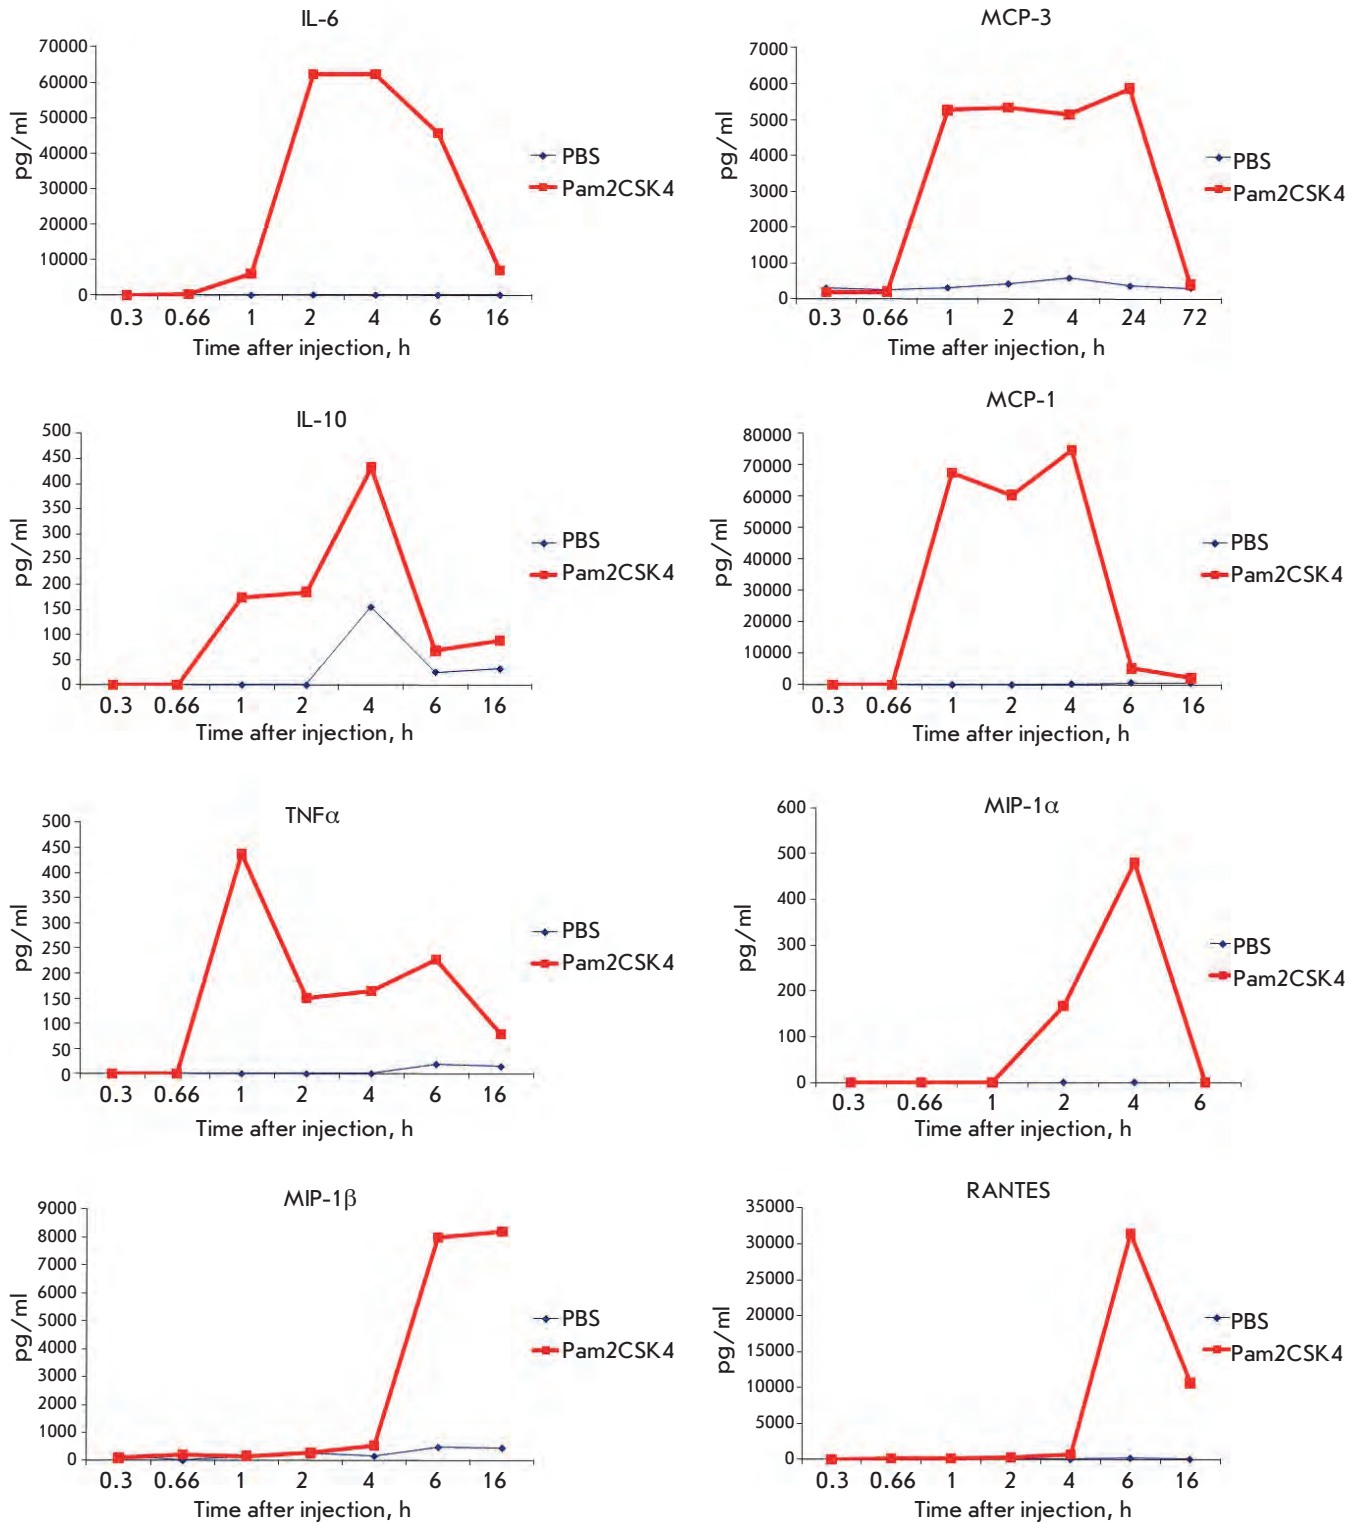 IL-6
70000
60000
50000
40000
30000
20000
10000
0
pg/ml
0.3 0.66 1 2 4 6 16
Time after injection, h
PBS
Pam2CSK4
MCP-3
7000
6000
5000
4000
3000
2000
1000
0
pg/ml
0.3 0.66 1 2 4 24 72
Time after injection, h
PBS
Pam2CSK4
IL-10
500
450
400
350
300
250
200
150
100
50
0
pg/ml
0.3 0.66 1 2 4 6 16
Time after injection, h
PBS
Pam2CSK4
MCP-1
80000
70000
60000
50000
40000
30000
20000
10000
0
pg/ml
0.3 0.66 1 2 4 6 16
Time after injection, h
PBS
Pam2CSK4
TNFα
500
450
400
350
300
250
200
150
100
50
0
pg/ml
0.3 0.66 1 2 4 6 16
Time after injection, h
PBS
Pam2CSK4
MIP-1α
600
500
400
300
200
100
0
pg/ml
0.3 0.66 1 2 4 6
Time after injection, h
PBS
Pam2CSK4
MIP-1β
9000
8000
7000
6000
5000
4000
3000
2000
1000
0
pg/ml
0.3 0.66 1 2 4 6 16
Time after injection, h
PBS
Pam2CSK4
RANTES
35000
30000
25000
20000
15000
10000
5000
0
pg/ml
0.3 0.66 1 2 4 6 16
Time after injection, h
PBS
Pam2CSK4